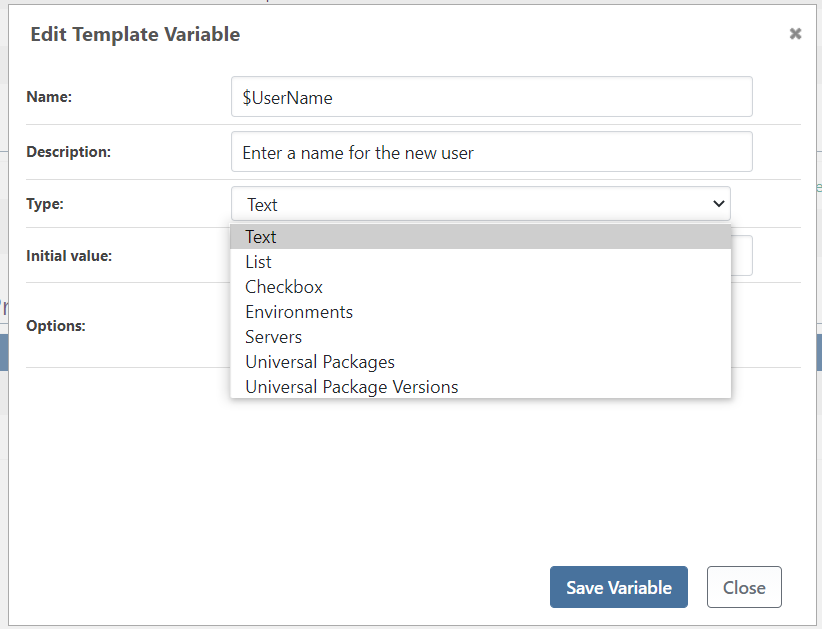 Edit Template Variable
Name:
$UserName
Description:
Enter a name for the new user
Type:
Text
Text
Initial value:
List
Checkbox
Environments
Options:
Servers
Universal Packages
Universal Package Versions
Save Variable
Close